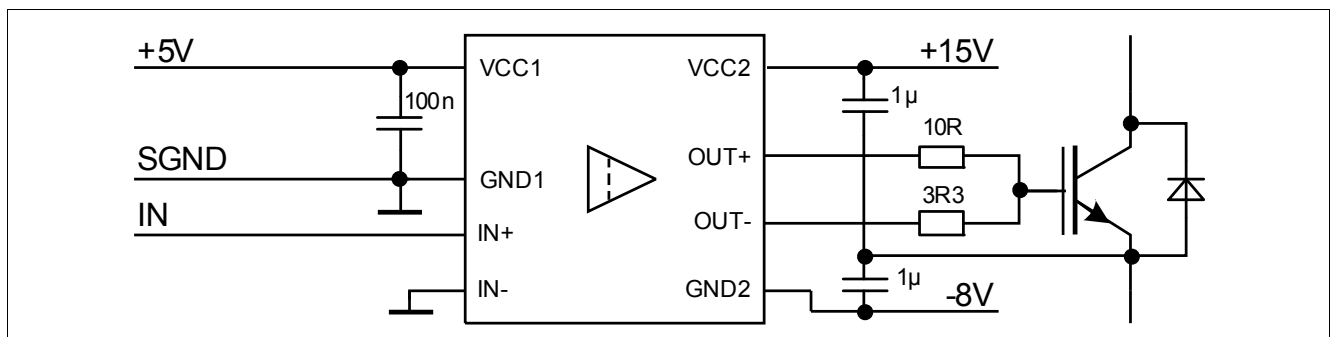 +5V
VCC1
VCC2
+15V
100n
1µ
10R
SGND
GND1
OUT+
3R3
IN
IN+
OUT-
IN-
GND2
1µ
-8V